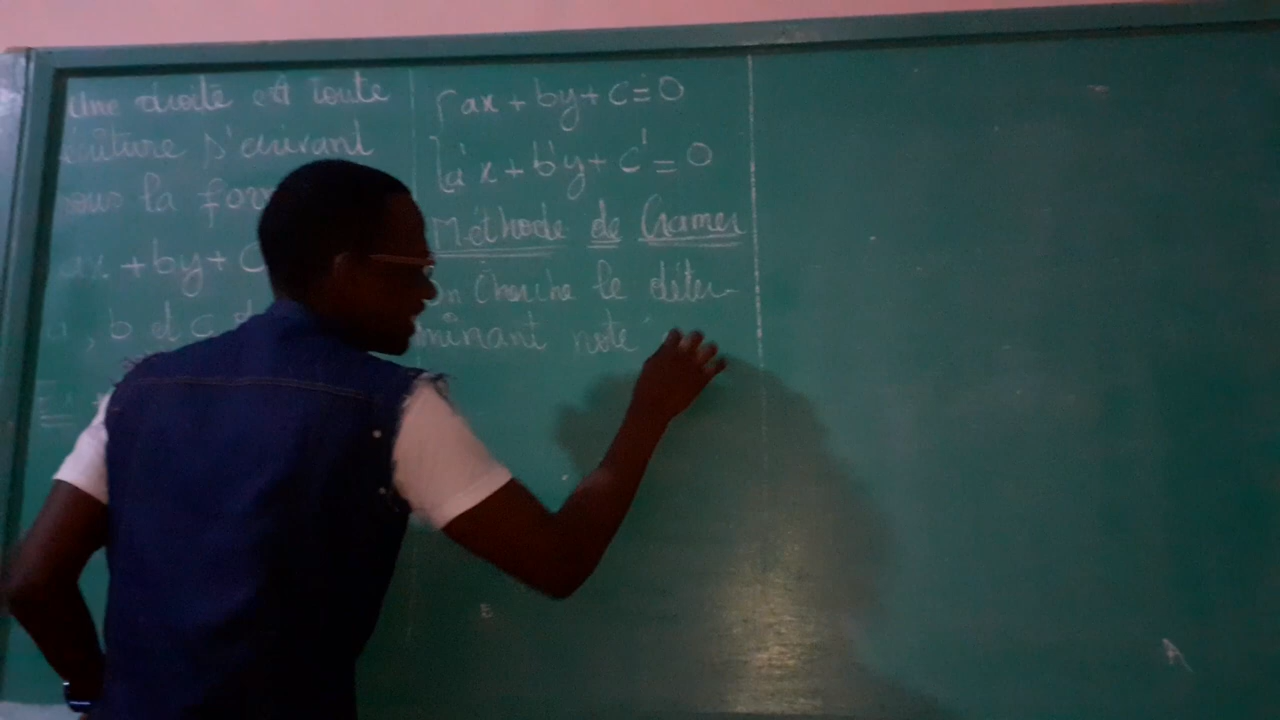 Une droite est toute
écriture s'écrivant
sous la for
ax +by+ C
a, b et c
{ ax + by + c = 0
{ a'x + b'y + c' = 0
Méthode de Cramer
On cherche le déter-
minant noté
E
A